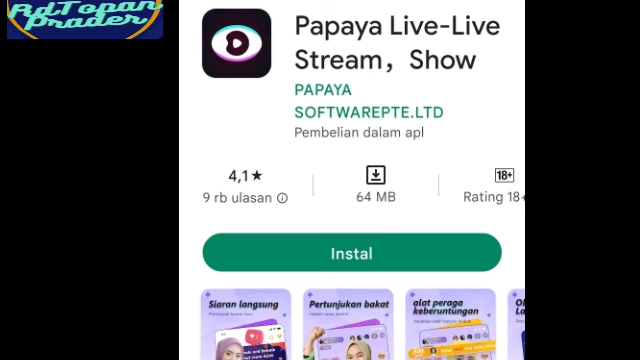 RdTopan
Prader
Papaya Live-Live
Stream, Show
PAPAYA
SOFTWAREPTE.LTD
Pembelian dalam apl
4,1★
9 rb ulasan
64 MB
18+
Rating 18+
Instal
Siaran langsung
Pertunjukan bakat
alat peraga
keberuntungan